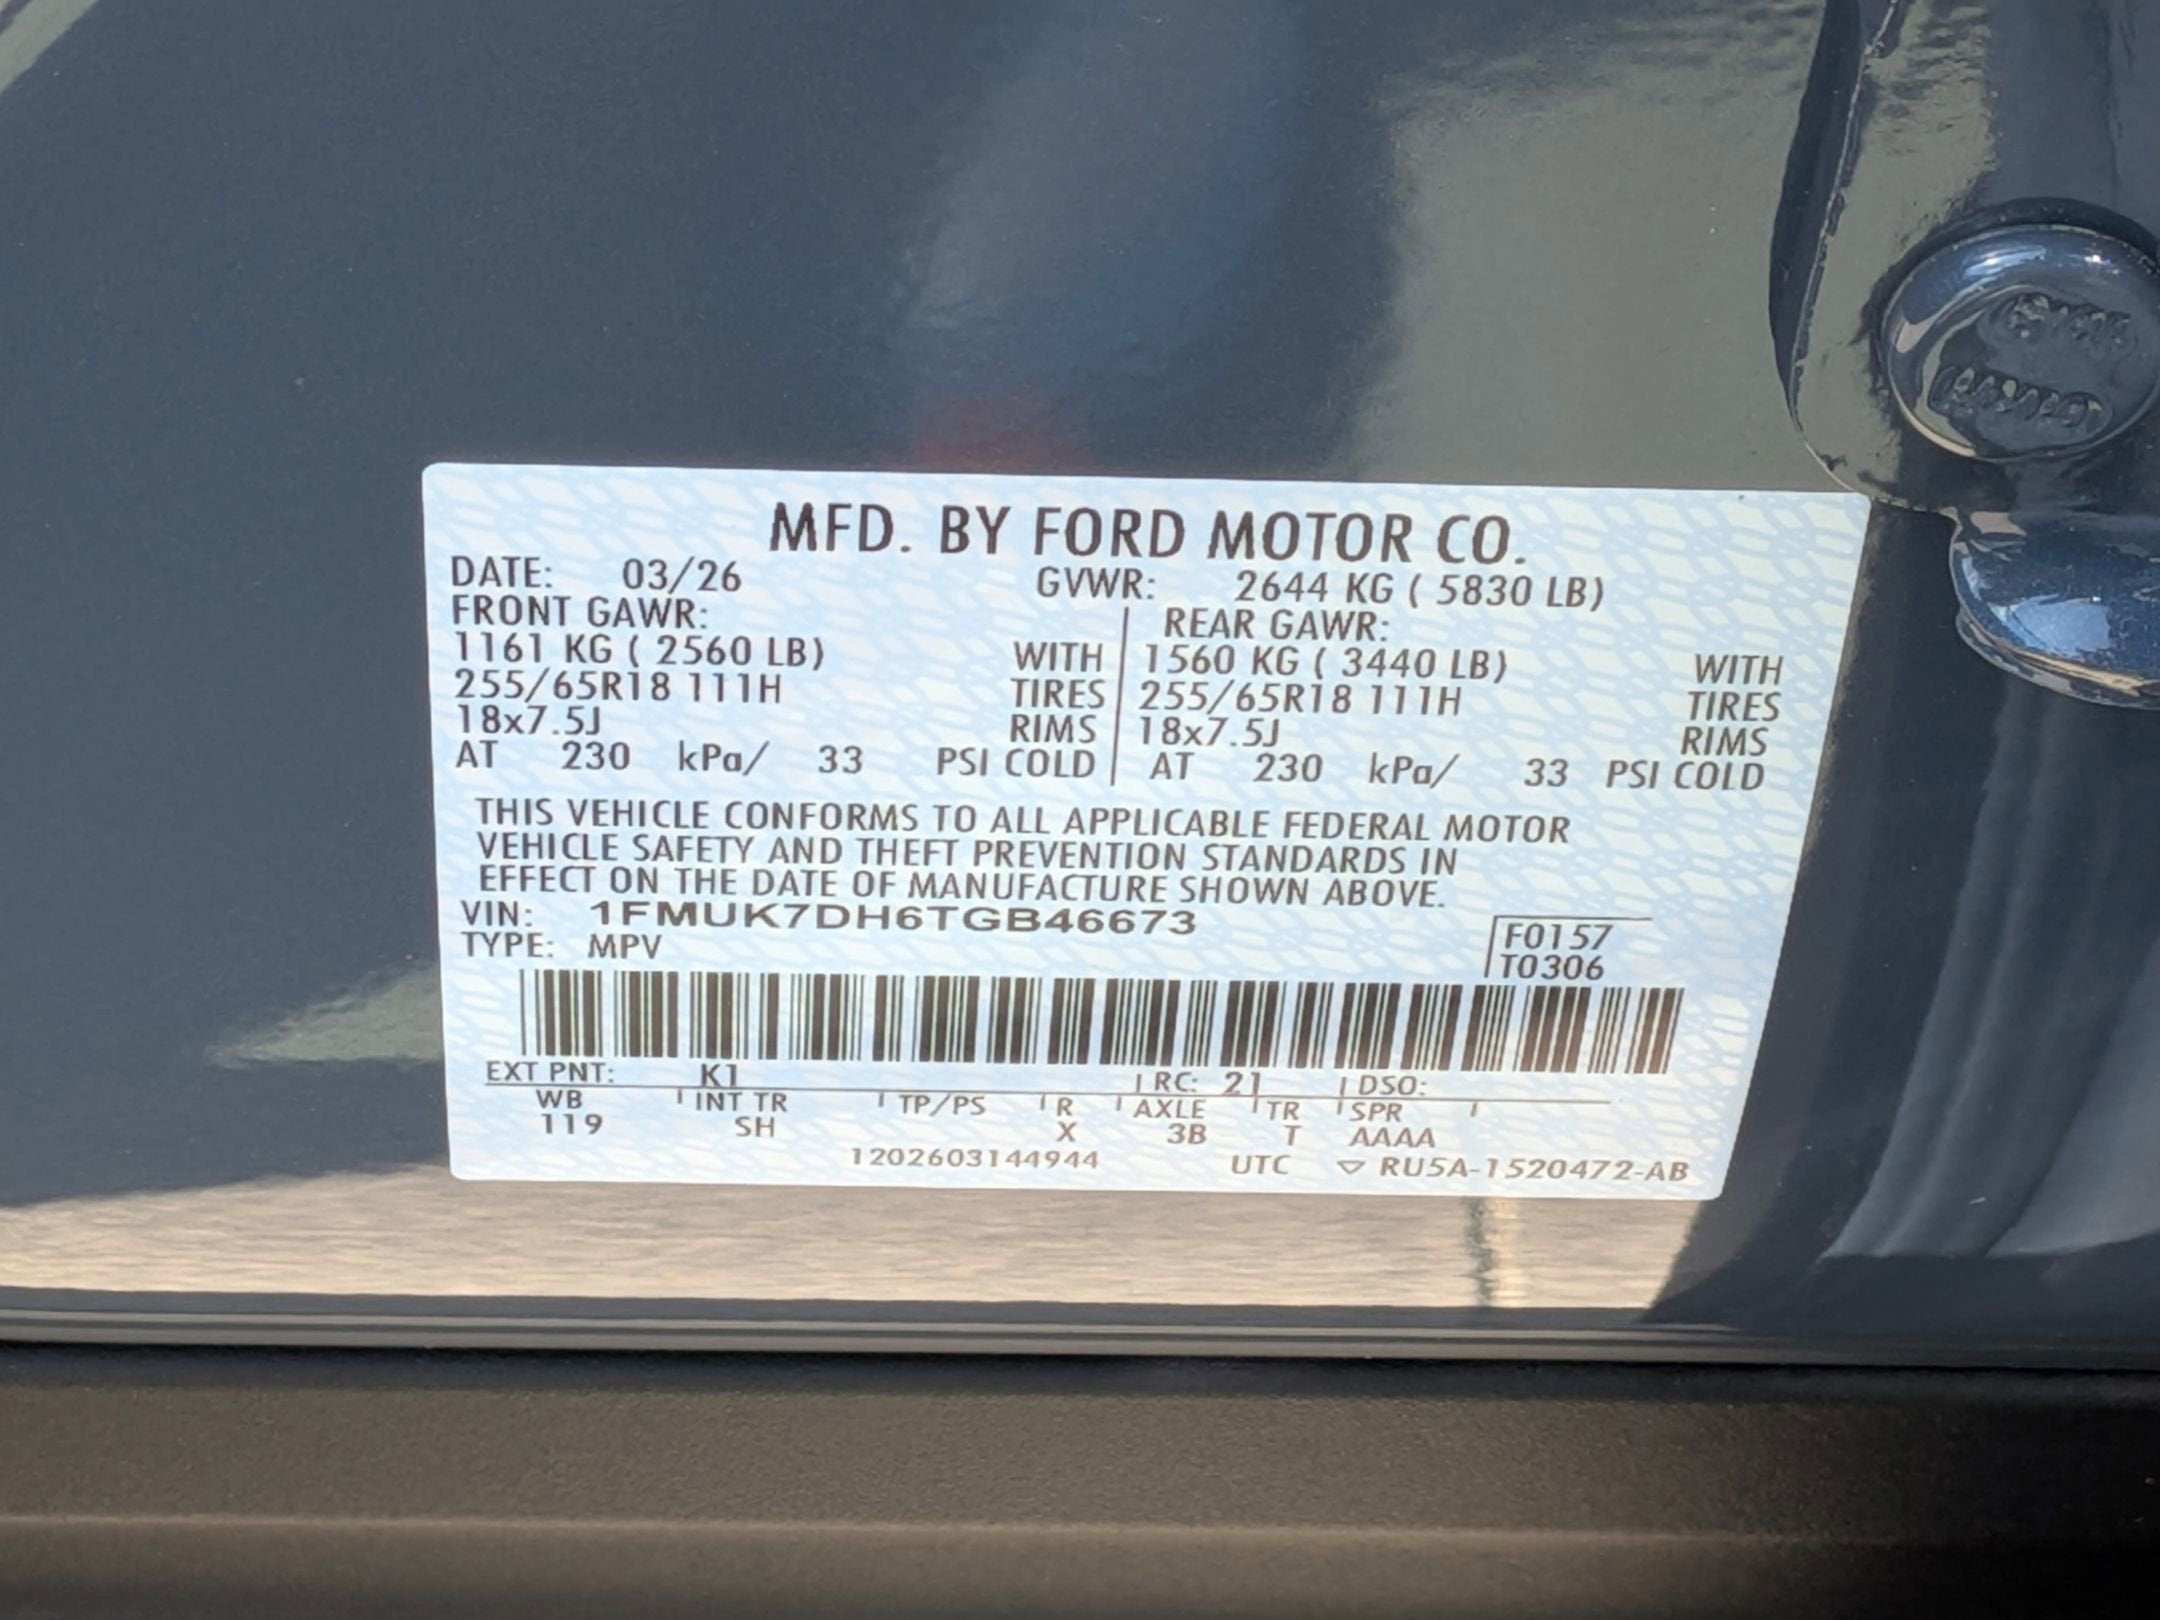 MFD. BY FORD MOTOR CO.
DATE: 03/26 GVWR: 2644 KG ( 5830 LB)
FRONT GAWR: REAR GAWR:
1161 KG ( 2560 LB) WITH 1560 KG ( 3440 LB) WITH
255/65R18 111H TIRES 255/65R18 111H TIRES
18x7.5J RIMS 18x7.5J RIMS
AT 230 kPa/ 33 PSI COLD AT 230 kPa/ 33 PSI COLD
THIS VEHICLE CONFORMS TO ALL APPLICABLE FEDERAL MOTOR
VEHICLE SAFETY AND THEFT PREVENTION STANDARDS IN
EFFECT ON THE DATE OF MANUFACTURE SHOWN ABOVE.
VIN: 1FMUK7DH6TGB46673
TYPE: MPV
F0157
T0306
EXT PNT: K1 RC: 21 DSO:
WB INT TR TP/PS R AXLE TR SPR
119 SH X 3B T AAAA
1202603144944 UTC ▽ RU5A-1520472-AB